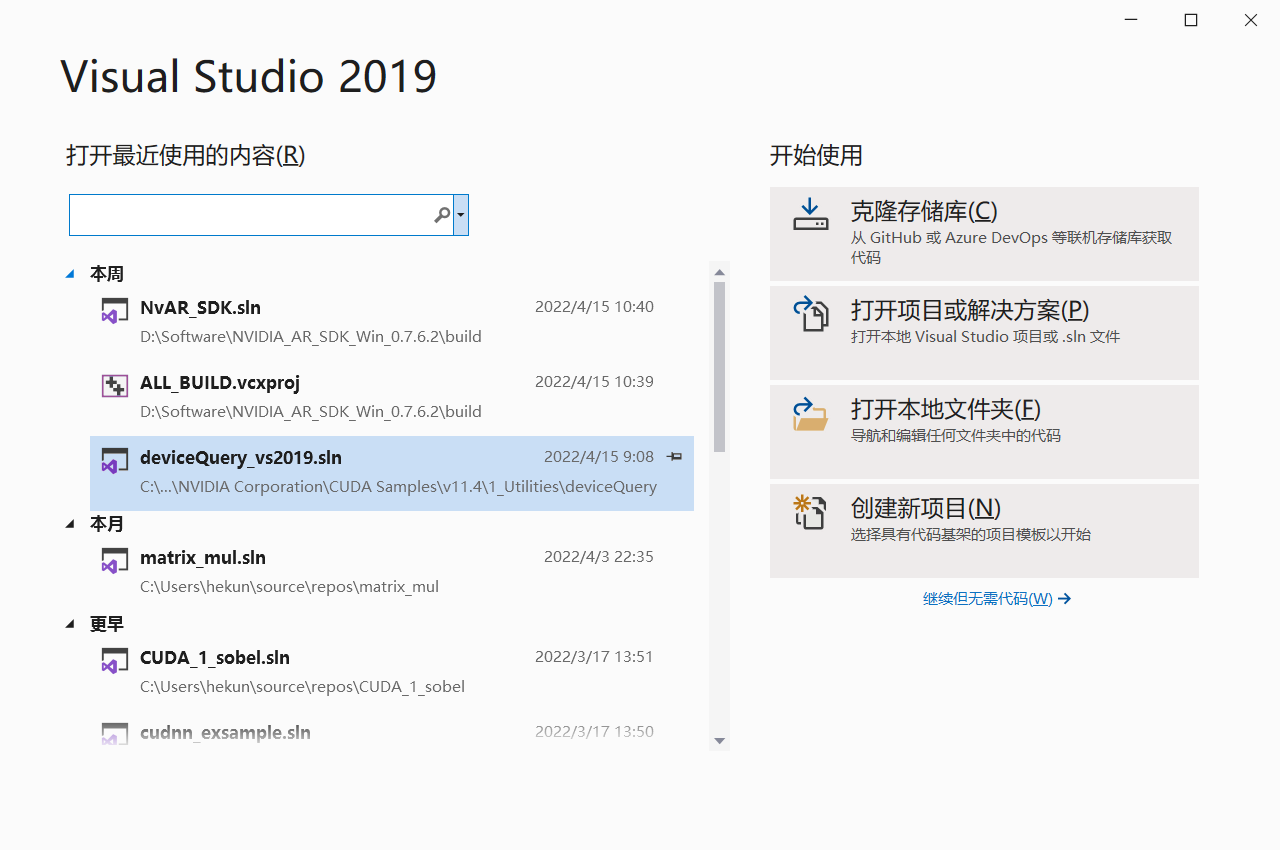 Visual Studio 2019
打开最近使用的内容(R)
本周
NvAR_SDK.sln 2022/4/15 10:40
D:\Software\NVIDIA_AR_SDK_Win_0.7.6.2\build
ALL_BUILD.vcxproj 2022/4/15 10:39
D:\Software\NVIDIA_AR_SDK_Win_0.7.6.2\build
deviceQuery_vs2019.sln 2022/4/15 9:08
C:\...\NVIDIA Corporation\CUDA Samples\v11.4\1_Utilities\deviceQuery
本月
matrix_mul.sln 2022/4/3 22:35
C:\Users\hekun\source\repos\matrix_mul
更早
CUDA_1_sobel.sln 2022/3/17 13:51
C:\Users\hekun\source\repos\CUDA_1_sobel
cudnn_exsample.sln 2022/3/17 13:50
开始使用
克隆存储库(C)
从 GitHub 或 Azure DevOps 等联机存储库获取
代码
打开项目或解决方案(P)
打开本地 Visual Studio 项目或 .sln 文件
打开本地文件夹(F)
导航和编辑任何文件夹中的代码
创建新项目(N)
选择具有代码基架的项目模板以开始
继续但无需代码(W)